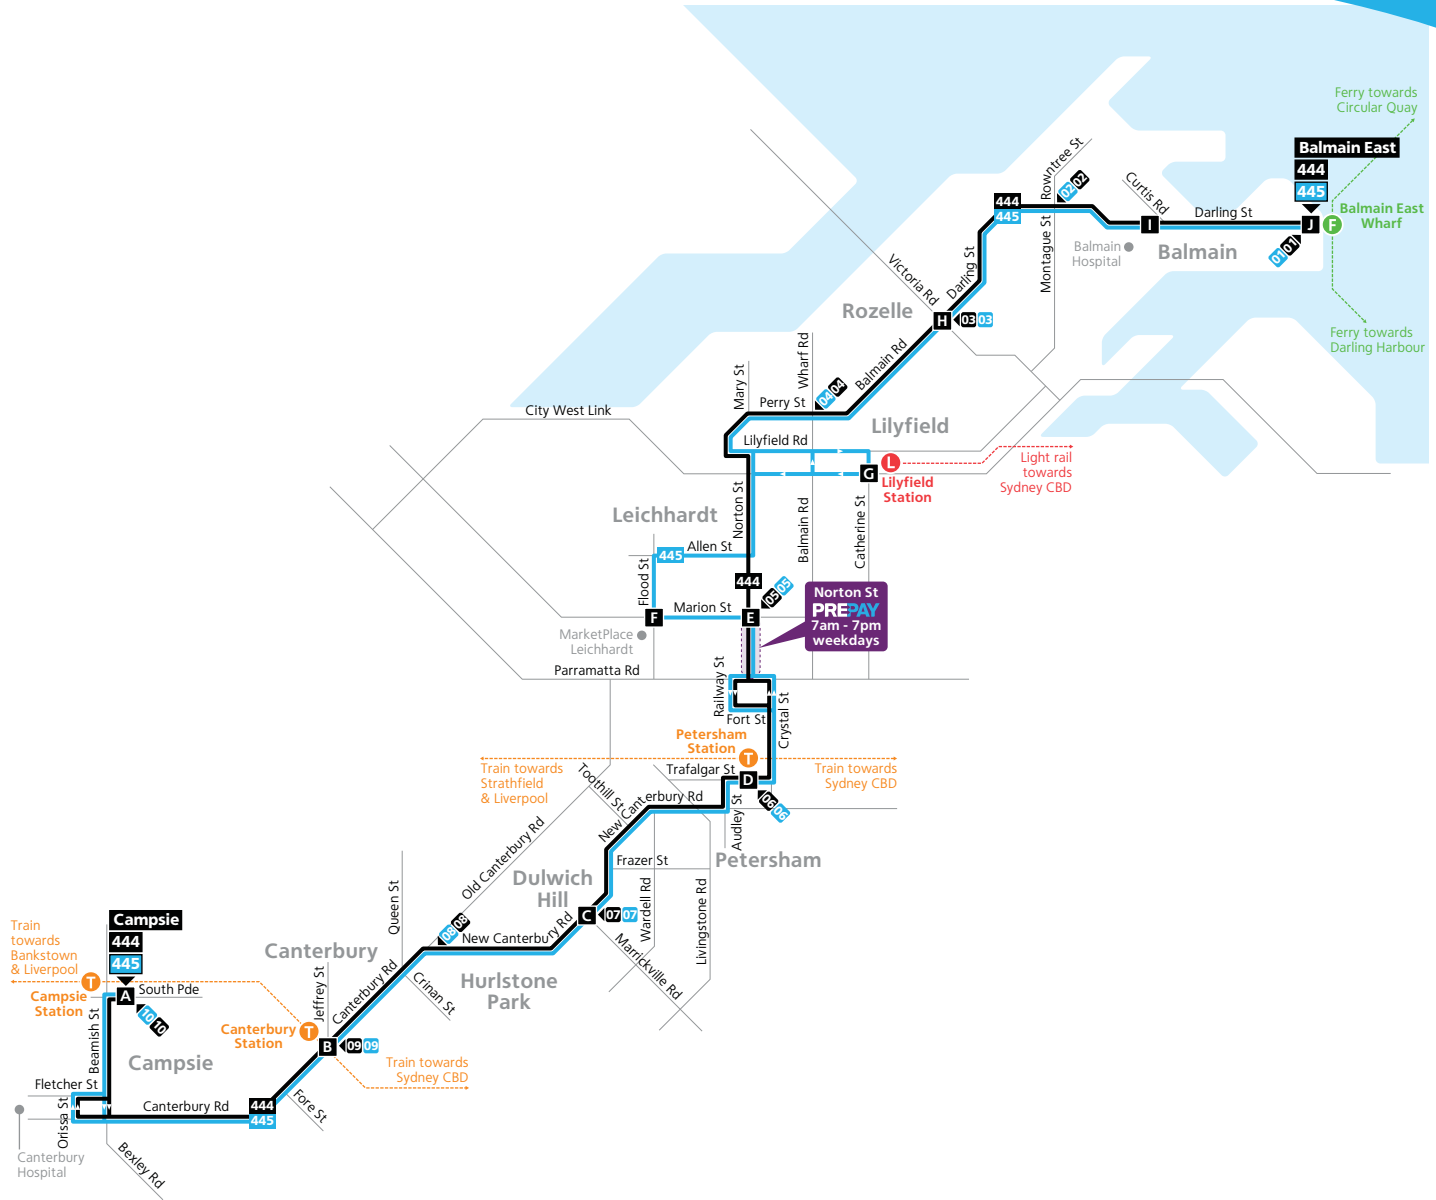 Ferry towards
Circular Quay
Balmain East
444
445
Balmain East
Wharf
F
J
01
01
Ferry towards
Darling Harbour
Darling St
Curtis Rd
I
Balmain
Balmain
Hospital
Rowntree St
02
02
Montague St
444
445
Darling St
Victoria Rd
H
03
03
Rozelle
Balmain Rd
Wharf Rd
04
04
Mary St
Perry St
City West Link
Lilyfield
Lilyfield Rd
L
G
Lilyfield
Station
Light rail
towards
Sydney CBD
Norton St
Leichhardt
Balmain Rd
Catherine St
Allen St
445
Flood St
444
05
05
Norton St
PREPAY
7am - 7pm
weekdays
Marion St
F
E
MarketPlace
Leichhardt
Parramatta Rd
Railway St
Fort St
Crystal St
Petersham
Station
T
Train towards
Strathfield
& Liverpool
Train towards
Sydney CBD
Trafalgar St
D
06
06
Toothill St
New Canterbury Rd
Audley St
Petersham
Old Canterbury Rd
Frazer St
Dulwich
Hill
C
07
07
Wardell Rd
Livingstone Rd
Marrickville Rd
Queen St
08
08
New Canterbury Rd
Hurlstone
Park
Crinan St
Canterbury
Canterbury Rd
Jeffrey St
Canterbury
Station
T
B
09
09
Train towards
Sydney CBD
Campsie
444
445
Train
towards
Bankstown
& Liverpool
T
Campsie
Station
A
South Pde
10
10
Beamish St
Campsie
Fletcher St
Orissa St
Canterbury Rd
444
445
Fore St
Canterbury
Hospital
Bexley Rd